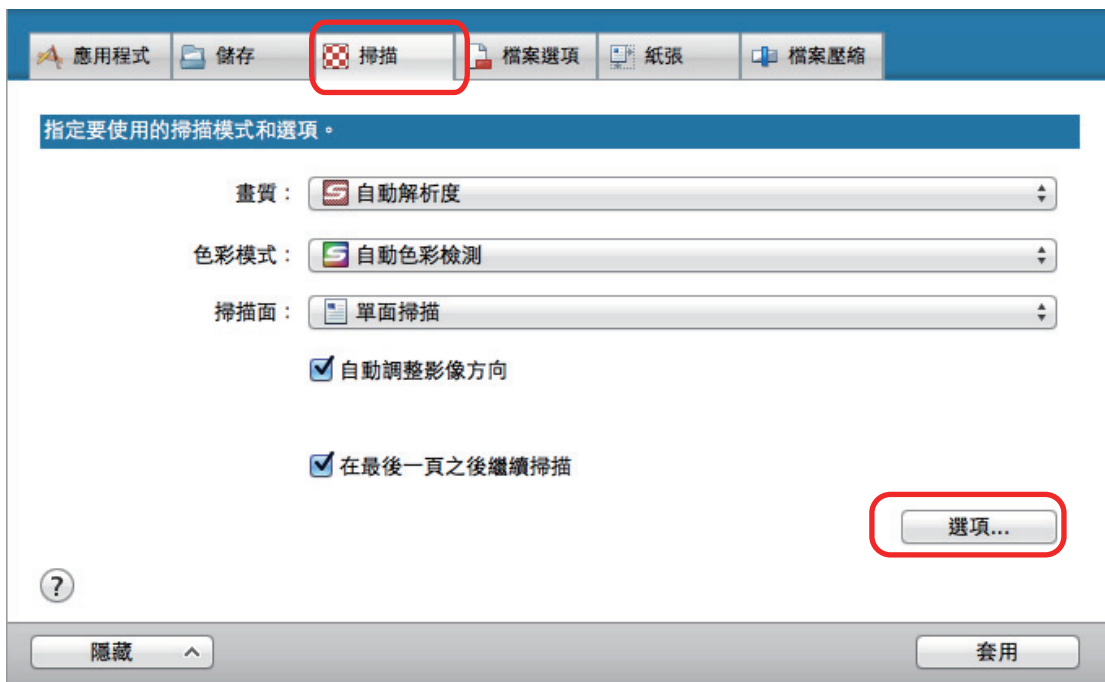 應用程式 儲存 掃描 檔案選項 紙張 檔案壓縮
指定要使用的掃描模式和選項。
畫質： 自動解析度
色彩模式： 自動色彩檢測
掃描面： 單面掃描
自動調整影像方向
在最後一頁之後繼續掃描
選項...
?
隱藏 套用